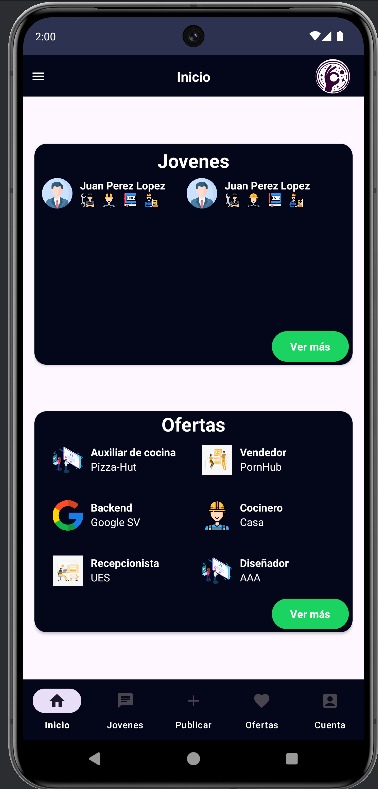 2:00
Inicio
Jovenes
Juan Perez Lopez
Juan Perez Lopez
Ver más
Ofertas
Auxiliar de cocina
Pizza-Hut
Vendedor
PornHub
Backend
Google SV
Cocinero
Casa
Recepcionista
UES
Diseñador
AAA
Ver más
Inicio
Jovenes
Publicar
Ofertas
Cuenta